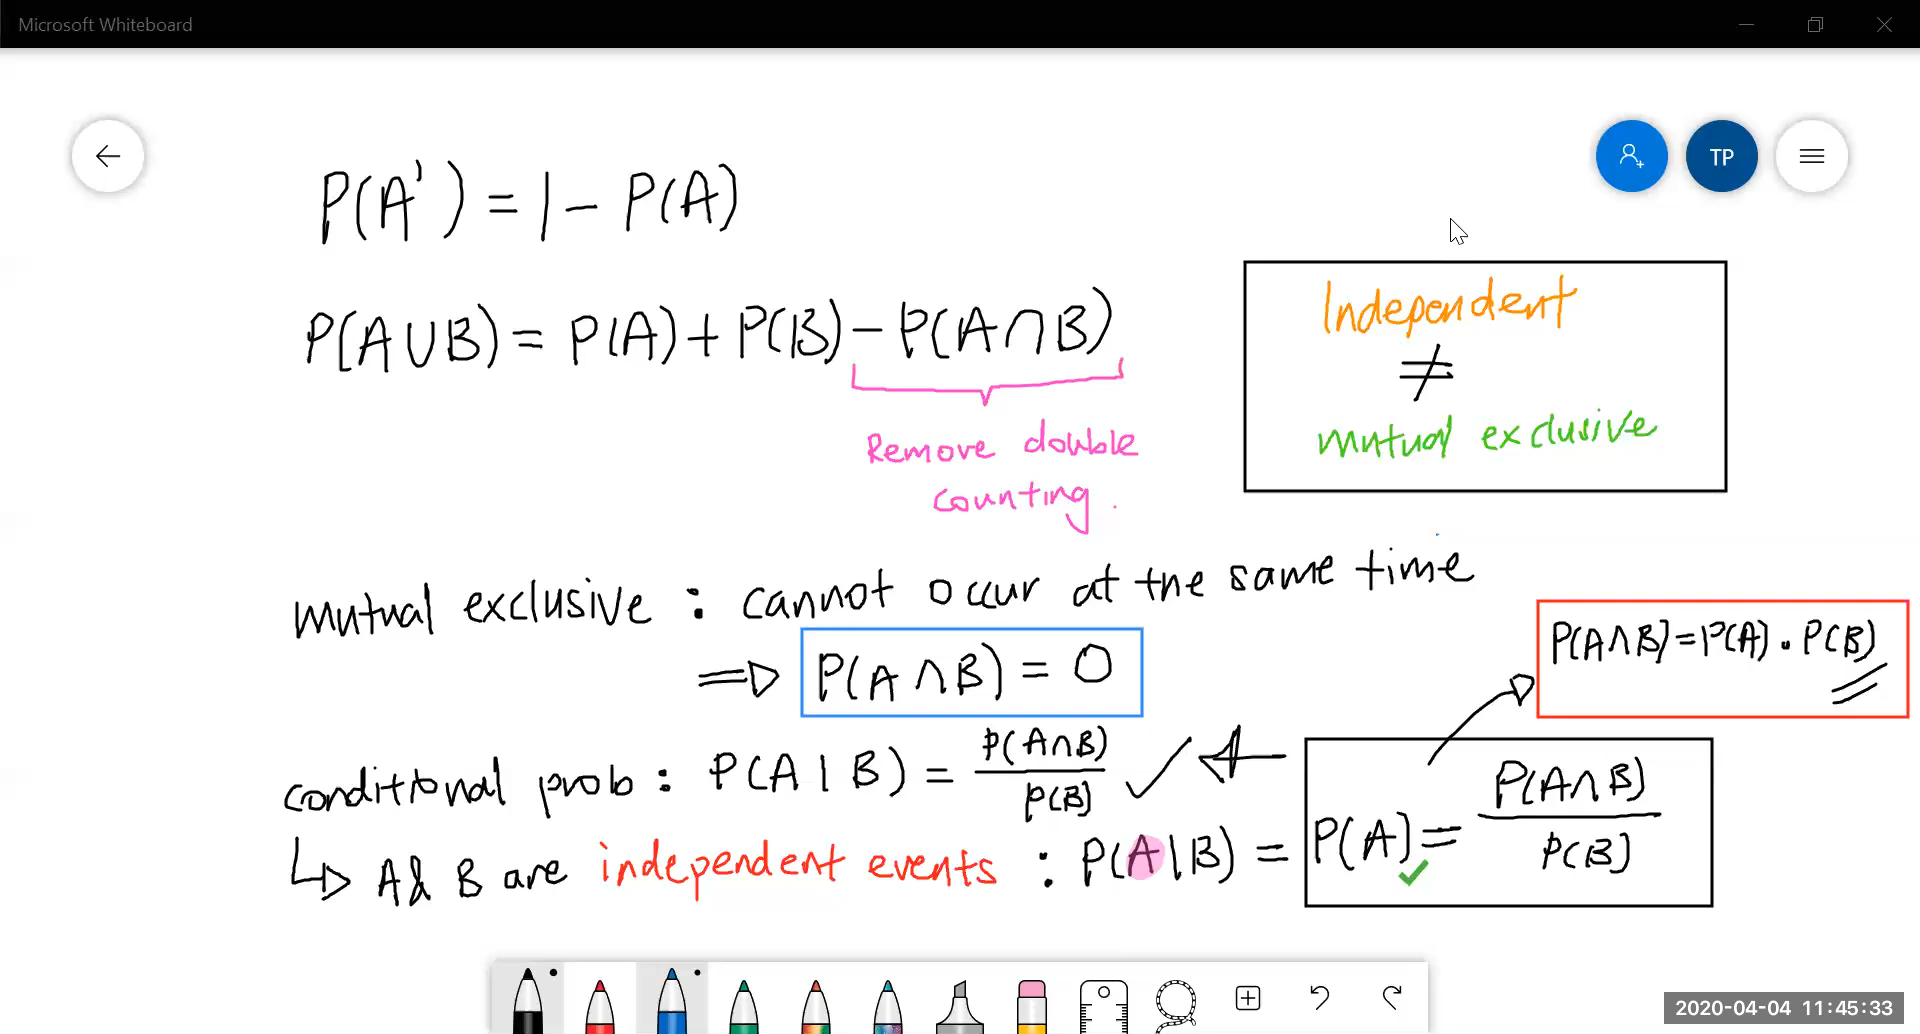 Microsoft Whiteboard
TP
P(A') = 1 - P(A)
P(A∪B) = P(A) + P(B) - P(A∩B)
Remove double
counting.
Independent
≠
mutual exclusive
mutual exclusive : cannot occur at the same time
⇒ P(A∩B) = 0
P(A∩B) = P(A) . P(B)
conditional prob : P(A|B) = P(A∩B) / P(B) ✓ ←
↳ A & B are independent events : P(A|B) = P(A) = P(A∩B) / P(B)
2020-04-04 11:45:33